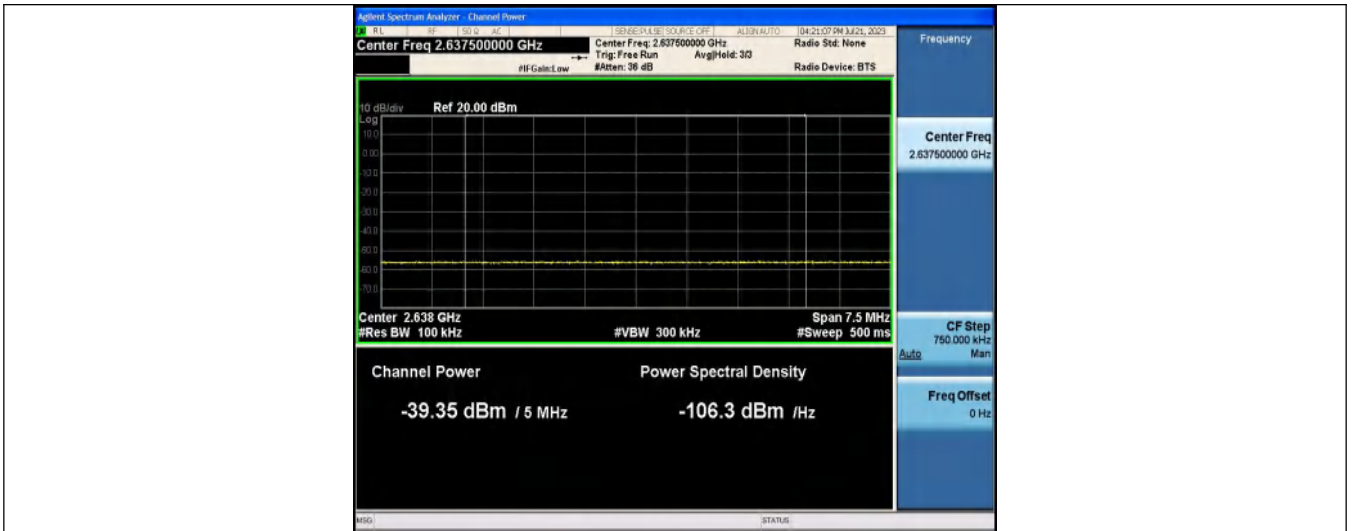 Agilent Spectrum Analyzer - Channel Power
RL RF 50 Ω AC SENSE:PULSE SOURCE OFF ALIGN AUTO 04:21:07 PM Jul 21, 2023
Center Freq 2.637500000 GHz
Center Freq: 2.637500000 GHz
Radio Std: None
Trig: Free Run
Avg|Hold: 3/3
#IFGain:Low
#Atten: 36 dB
Radio Device: BTS
10 dB/div
Ref 20.00 dBm
Log
10.0
0.00
-10.0
-20.0
-30.0
-40.0
-50.0
-60.0
-70.0
Center 2.638 GHz
Span 7.5 MHz
#Res BW 100 kHz
#VBW 300 kHz
#Sweep 500 ms
Channel Power
Power Spectral Density
-39.35 dBm / 5 MHz
-106.3 dBm /Hz
MSG
STATUS
Frequency
Center Freq
2.637500000 GHz
CF Step
750.000 kHz
Auto Man
Freq Offset
0 Hz